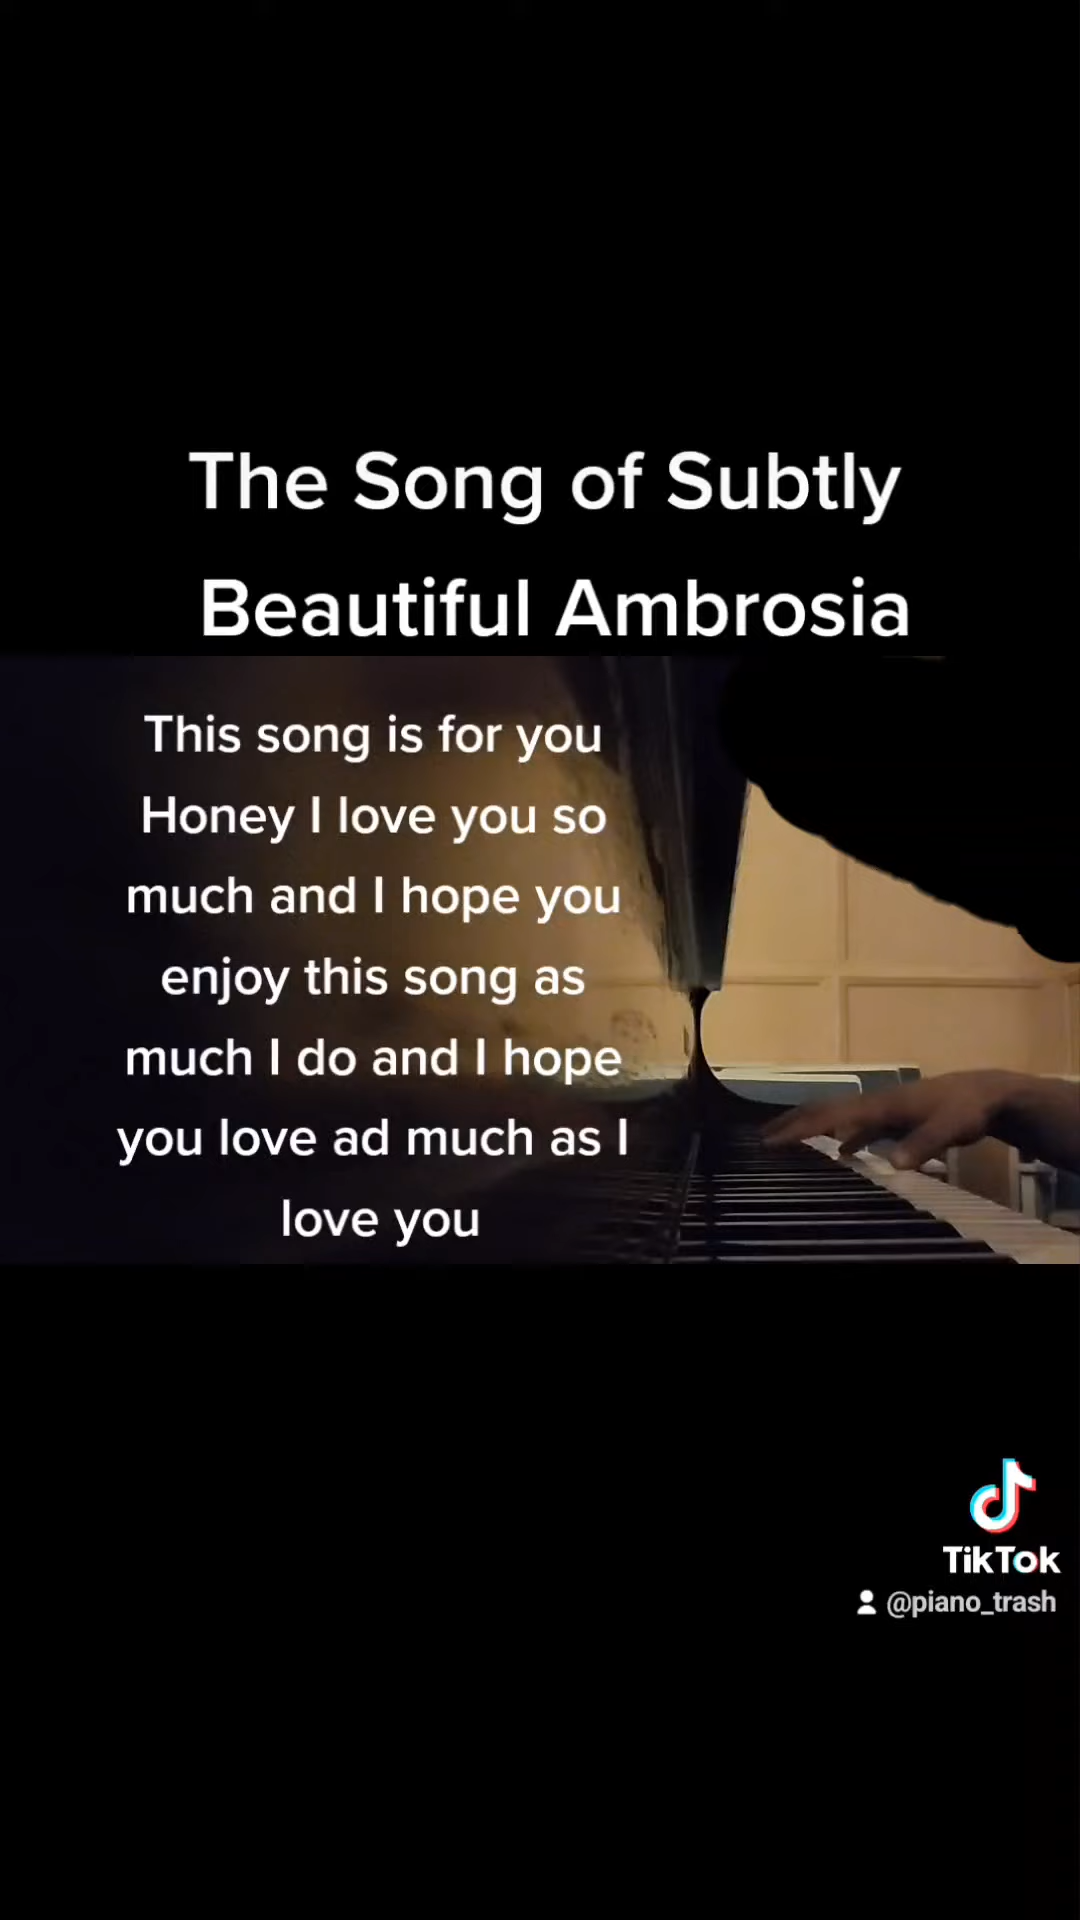 The Song of Subtly
Beautiful Ambrosia
This song is for you
Honey I love you so
much and I hope you
enjoy this song as
much I do and I hope
you love ad much as I
love you
TikTok
@piano_trash